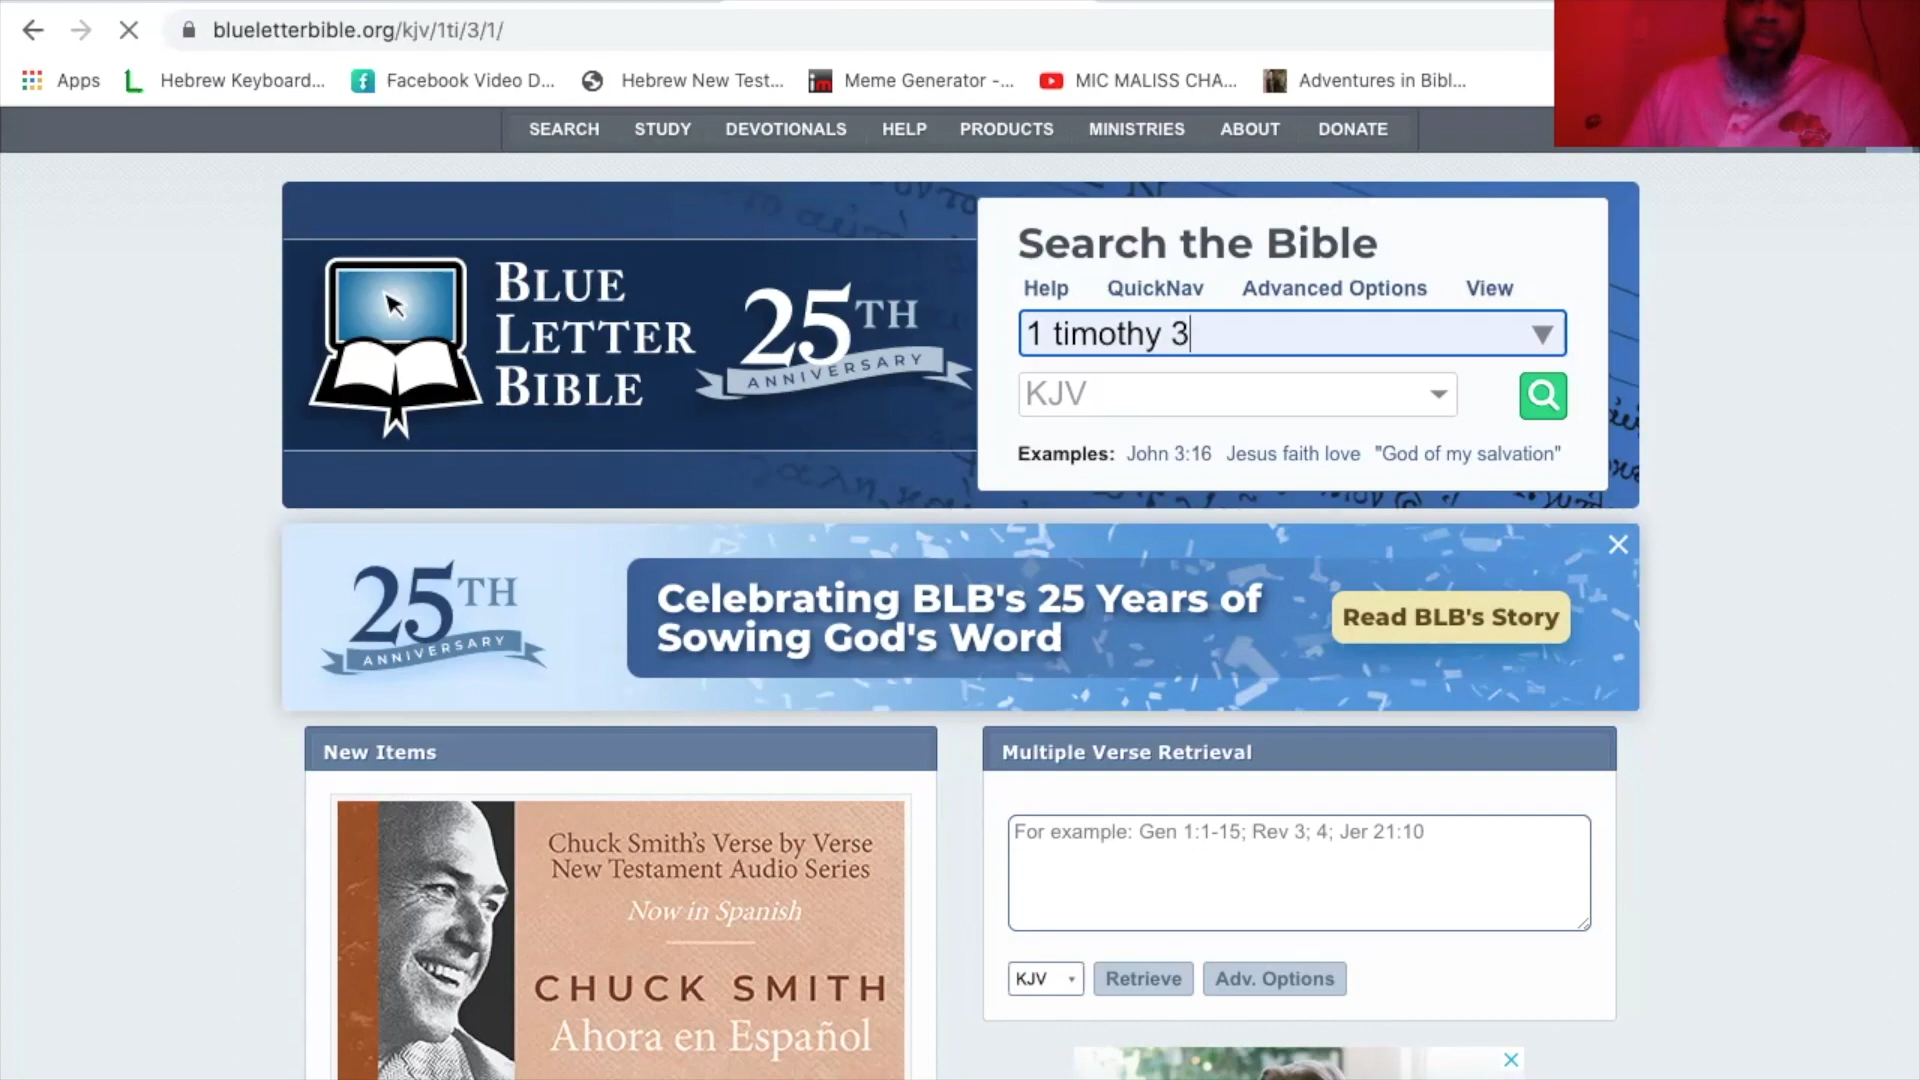 blueletterbible.org/kjv/1ti/3/1/
Apps
Hebrew Keyboard...
Facebook Video D...
Hebrew New Test...
Meme Generator -...
MIC MALISS CHA...
Adventures in Bibl...
SEARCH STUDY DEVOTIONALS HELP PRODUCTS MINISTRIES ABOUT DONATE
BLUE
LETTER
BIBLE
25TH
ANNIVERSARY
Search the Bible
Help QuickNav Advanced Options View
1 timothy 3
KJV
Examples: John 3:16 Jesus faith love "God of my salvation"
25TH
ANNIVERSARY
Celebrating BLB's 25 Years of
Sowing God's Word
Read BLB's Story
New Items
Chuck Smith's Verse by Verse
New Testament Audio Series
Now in Spanish
CHUCK SMITH
Ahora en Español
Multiple Verse Retrieval
For example: Gen 1:1-15; Rev 3; 4; Jer 21:10
KJV Retrieve Adv. Options